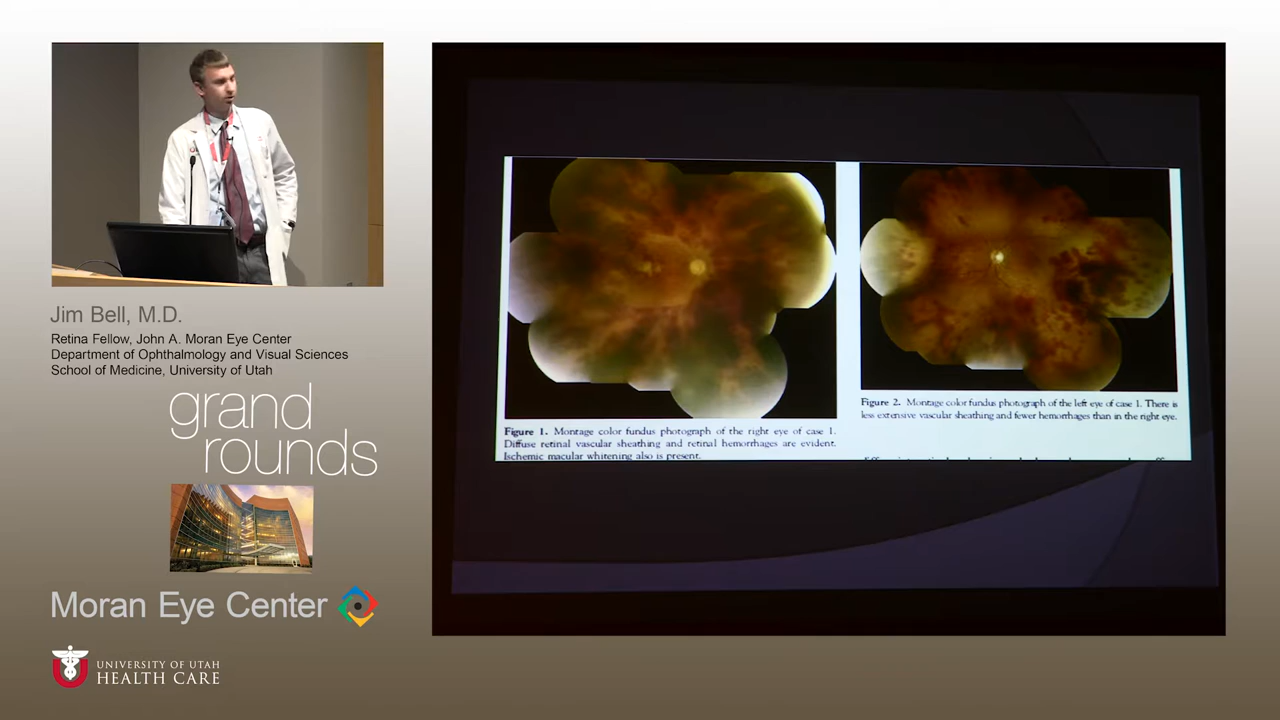 Jim Bell, M.D.
Retina Fellow, John A. Moran Eye Center
Department of Ophthalmology and Visual Sciences
School of Medicine, University of Utah
grand
rounds
Moran Eye Center
UNIVERSITY OF UTAH
HEALTH CARE
Figure 1. Montage color fundus photograph of the right eye of case 1.
Diffuse retinal vascular sheathing and retinal hemorrhages are evident.
Ischemic macular whitening also is present.
Figure 2. Montage color fundus photograph of the left eye of case 1. There is
less extensive vascular sheathing and fewer hemorrhages than in the right eye.